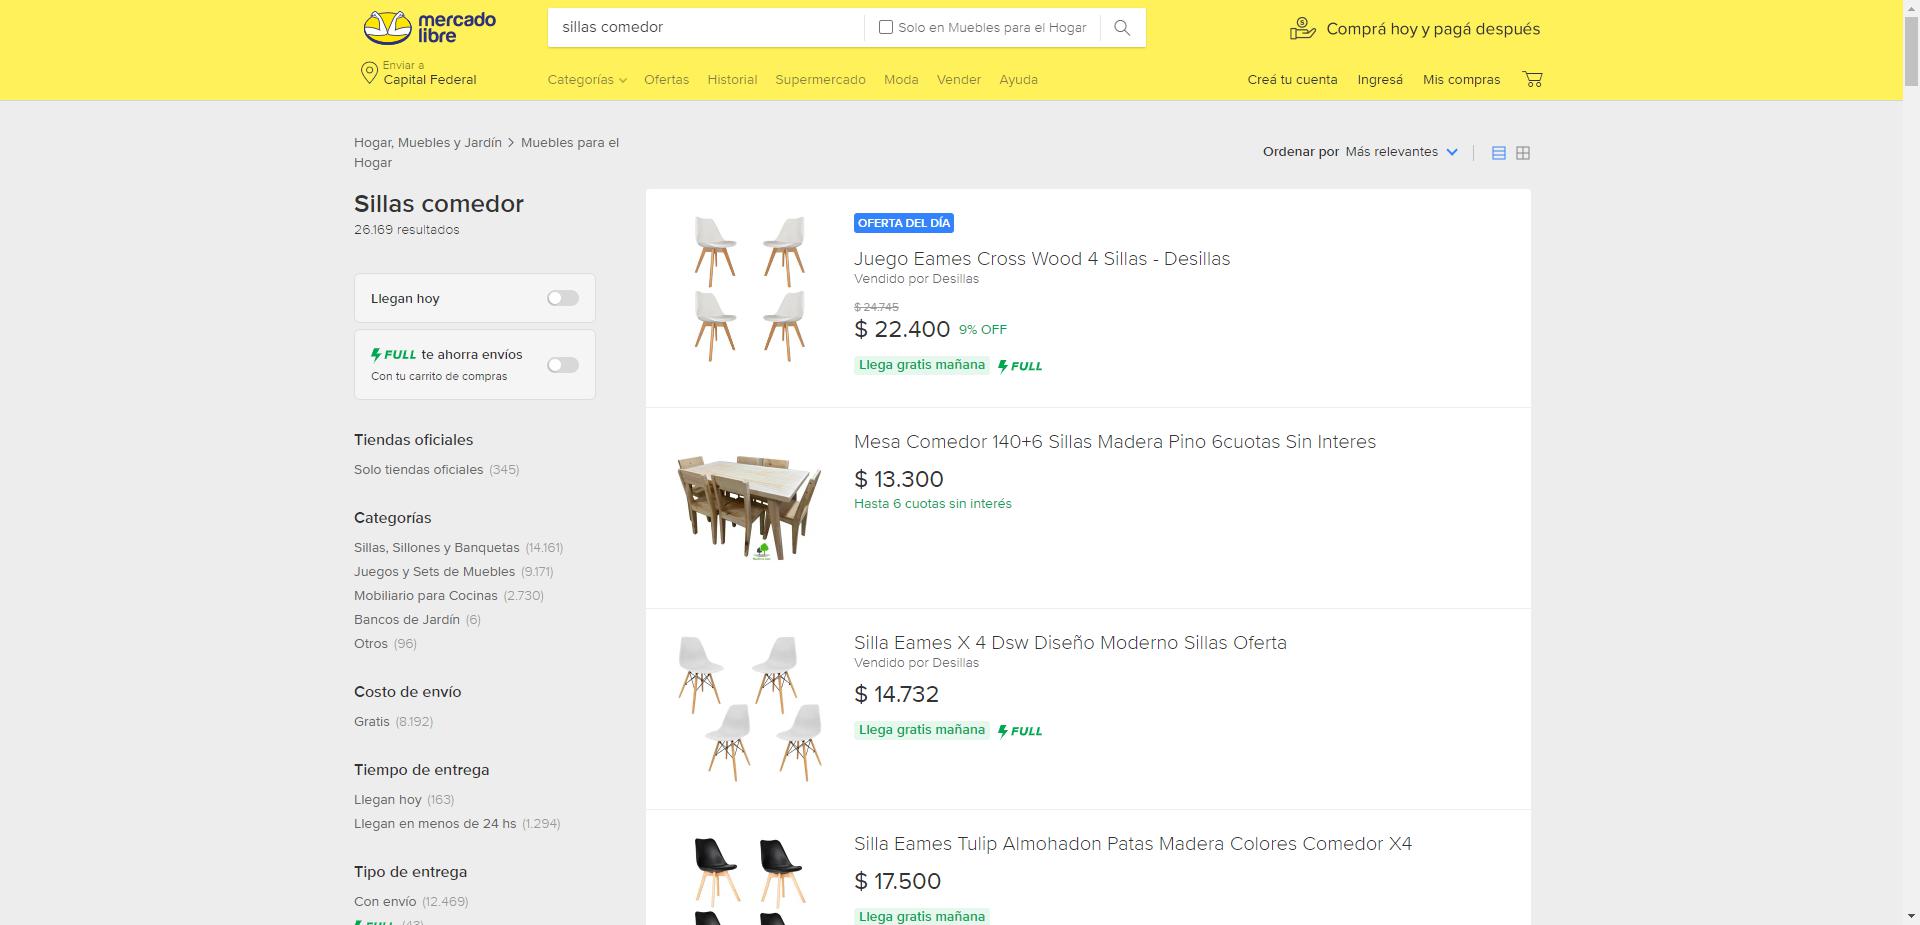 mercado
libre
sillas comedor
Solo en Muebles para el Hogar
Comprá hoy y pagá después
Enviar a
Capital Federal
Categorías
Ofertas
Historial
Supermercado
Moda
Vender
Ayuda
Creá tu cuenta
Ingresá
Mis compras
Hogar, Muebles y Jardín > Muebles para el
Hogar
Ordenar por Más relevantes
Sillas comedor
26.169 resultados
Llegan hoy
FULL te ahorra envíos
Con tu carrito de compras
Tiendas oficiales
Solo tiendas oficiales (345)
Categorías
Sillas, Sillones y Banquetas (14.161)
Juegos y Sets de Muebles (9.171)
Mobiliario para Cocinas (2.730)
Bancos de Jardín (6)
Otros (96)
Costo de envío
Gratis (8.192)
Tiempo de entrega
Llegan hoy (163)
Llegan en menos de 24 hs (1.294)
Tipo de entrega
Con envío (12.469)
FULL (43)
OFERTA DEL DÍA
Juego Eames Cross Wood 4 Sillas - Desillas
Vendido por Desillas
$ 24.745
$ 22.400 9% OFF
Llega gratis mañana FULL
Mesa Comedor 140+6 Sillas Madera Pino 6cuotas Sin Interes
$ 13.300
Hasta 6 cuotas sin interés
Silla Eames X 4 Dsw Diseño Moderno Sillas Oferta
Vendido por Desillas
$ 14.732
Llega gratis mañana FULL
Silla Eames Tulip Almohadon Patas Madera Colores Comedor X4
$ 17.500
Llega gratis mañana